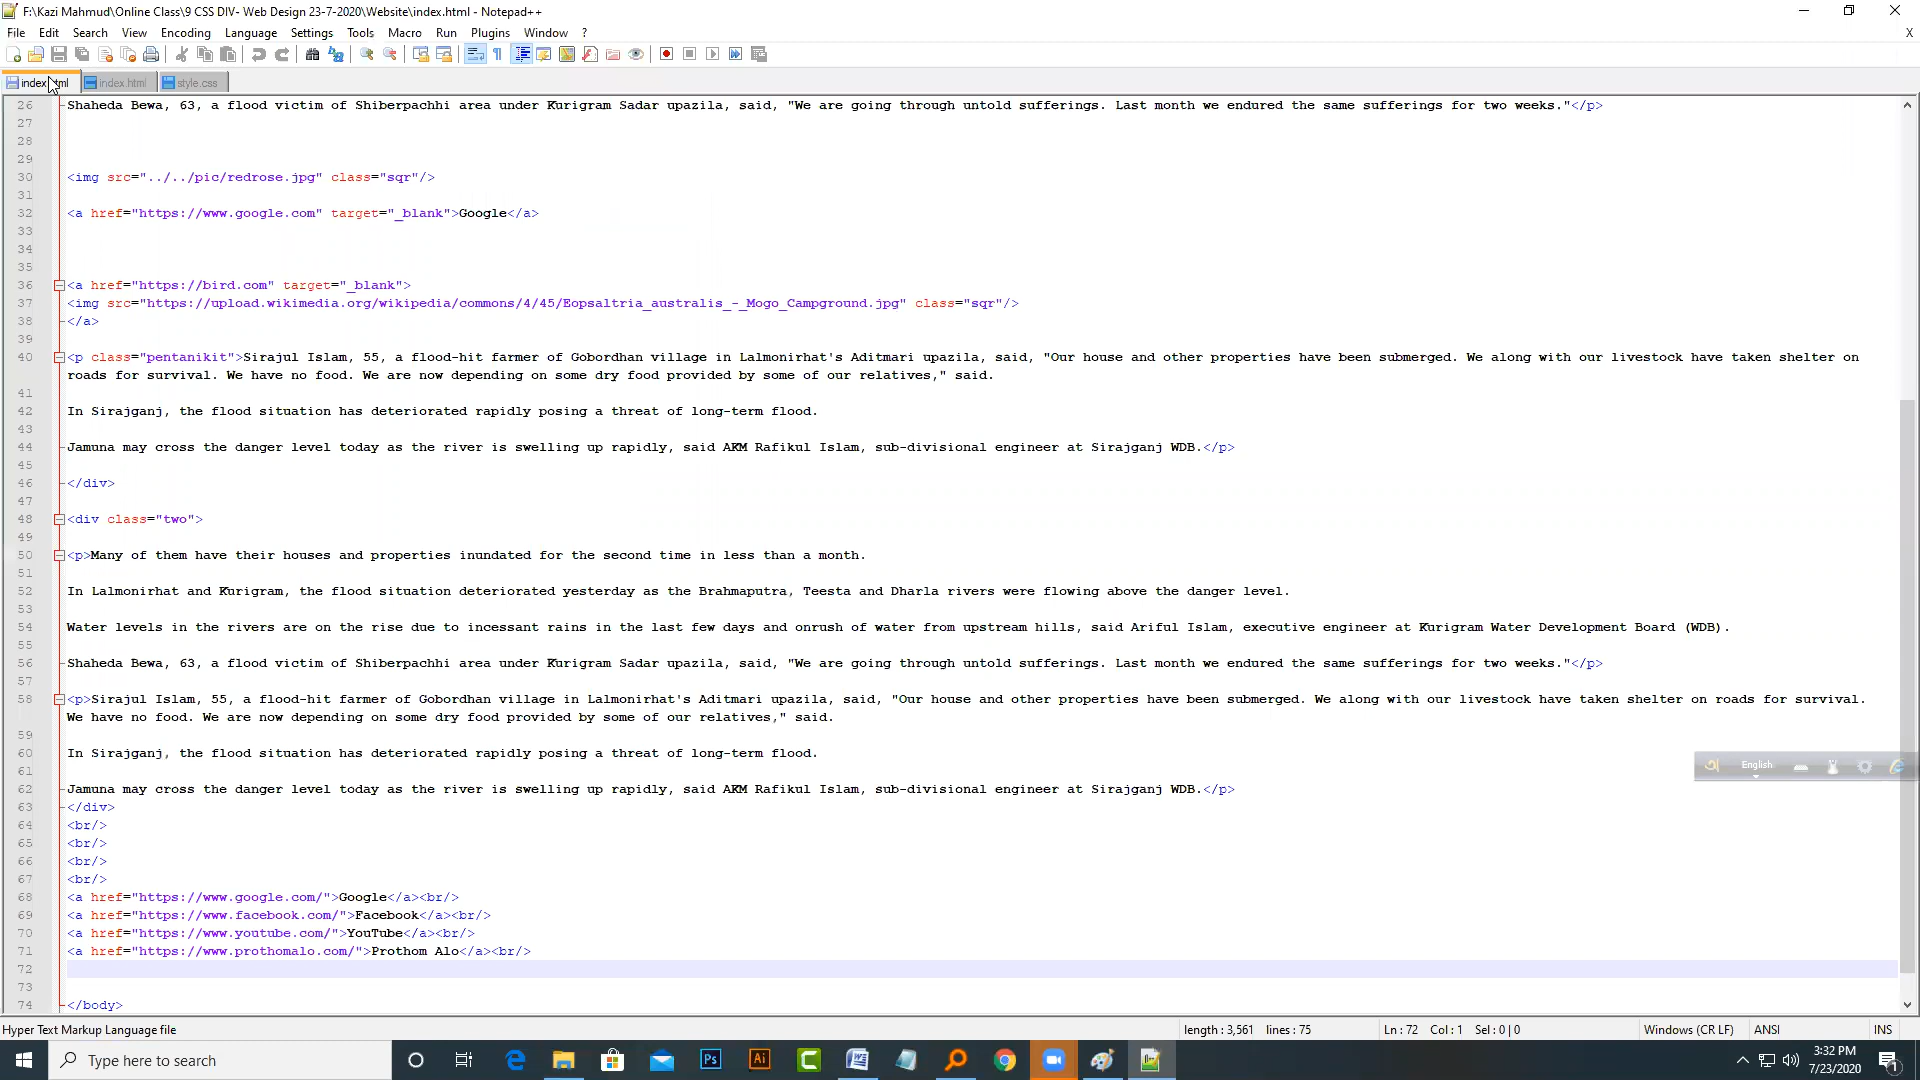 F:\Kazi Mahmud\Online Class\9 CSS DIV- Web Design 23-7-2020\Website\index.html - Notepad++
File Edit Search View Encoding Language Settings Tools Macro Run Plugins Window ? X
index.html index.html style.css
26 Shaheda Bewa, 63, a flood victim of Shiberpachhi area under Kurigram Sadar upazila, said, "We are going through untold sufferings. Last month we endured the same sufferings for two weeks."</p>
27
28
29
30 <img src="../../pic/redrose.jpg" class="sqr"/>
31
32 <a href="https://www.google.com" target="_blank">Google</a>
33
34
35
36 <a href="https://bird.com" target="_blank">
37 <img src="https://upload.wikimedia.org/wikipedia/commons/4/45/Eopsaltria_australis_-_Mogo_Campground.jpg" class="sqr"/>
38 </a>
39
40 <p class="pentanikit">Sirajul Islam, 55, a flood-hit farmer of Gobordhan village in Lalmonirhat's Aditmari upazila, said, "Our house and other properties have been submerged. We along with our livestock have taken shelter on
roads for survival. We have no food. We are now depending on some dry food provided by some of our relatives," said.
41
42 In Sirajganj, the flood situation has deteriorated rapidly posing a threat of long-term flood.
43
44 Jamuna may cross the danger level today as the river is swelling up rapidly, said AKM Rafikul Islam, sub-divisional engineer at Sirajganj WDB.</p>
45
46 </div>
47
48 <div class="two">
49
50 <p>Many of them have their houses and properties inundated for the second time in less than a month.
51
52 In Lalmonirhat and Kurigram, the flood situation deteriorated yesterday as the Brahmaputra, Teesta and Dharla rivers were flowing above the danger level.
53
54 Water levels in the rivers are on the rise due to incessant rains in the last few days and onrush of water from upstream hills, said Ariful Islam, executive engineer at Kurigram Water Development Board (WDB).
55
56 Shaheda Bewa, 63, a flood victim of Shiberpachhi area under Kurigram Sadar upazila, said, "We are going through untold sufferings. Last month we endured the same sufferings for two weeks."</p>
57
58 <p>Sirajul Islam, 55, a flood-hit farmer of Gobordhan village in Lalmonirhat's Aditmari upazila, said, "Our house and other properties have been submerged. We along with our livestock have taken shelter on roads for survival.
We have no food. We are now depending on some dry food provided by some of our relatives," said.
59
60 In Sirajganj, the flood situation has deteriorated rapidly posing a threat of long-term flood.
61
62 Jamuna may cross the danger level today as the river is swelling up rapidly, said AKM Rafikul Islam, sub-divisional engineer at Sirajganj WDB.</p>
63 </div>
64 <br/>
65 <br/>
66 <br/>
67 <br/>
68 <a href="https://www.google.com/">Google</a><br/>
69 <a href="https://www.facebook.com/">Facebook</a><br/>
70 <a href="https://www.youtube.com/">YouTube</a><br/>
71 <a href="https://www.prothomalo.com/">Prothom Alo</a><br/>
72
73
74 </body>
অ English
Hyper Text Markup Language file length : 3,561 lines : 75 Ln : 72 Col : 1 Sel : 0 | 0 Windows (CR LF) ANSI INS
Type here to search Ps Ai 3:32 PM
7/23/2020